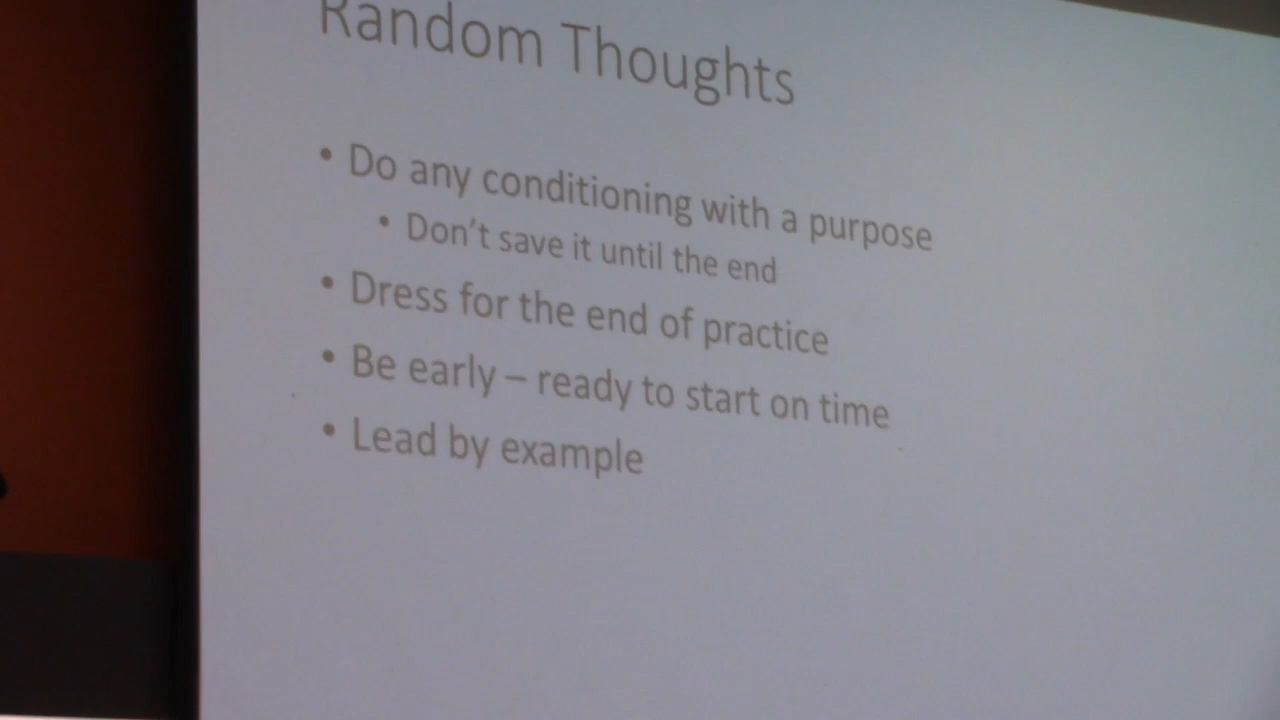 Random Thoughts
• Do any conditioning with a purpose
• Don't save it until the end
• Dress for the end of practice
• Be early – ready to start on time
• Lead by example